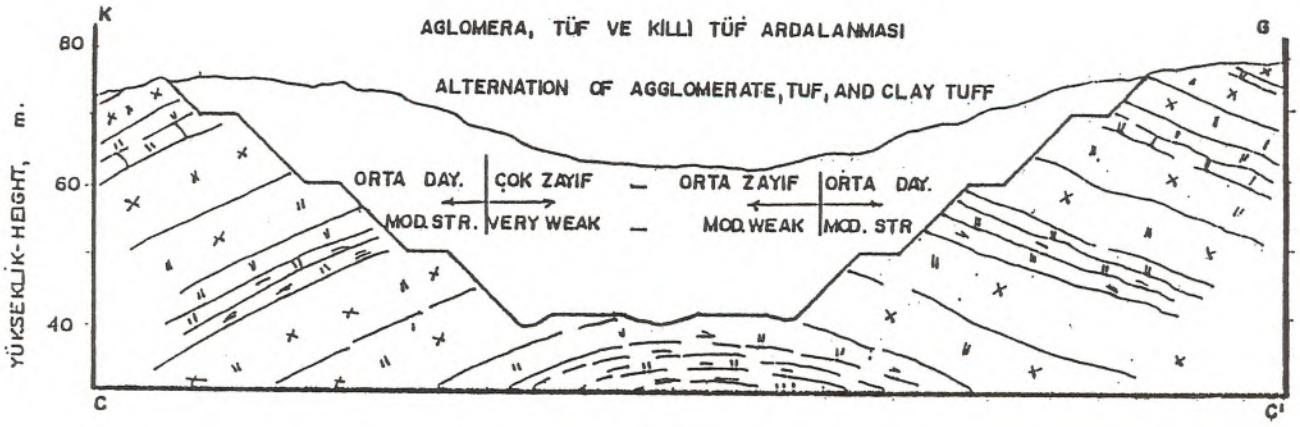 K
G
AGLOMERA, TÜF VE KİLLİ TÜF ARDALANMASI
80
ALTERNATION OF AGGLOMERATE, TUF, AND CLAY TUFF
YÜKSEKLİK-HEIGHT, m.
60
ORTA DAY. ÇOK ZAYIF – ORTA ZAYIF ORTA DAY.
MOD. STR. VERY WEAK – MOD. WEAK MOD. STR
40
C
Ç'